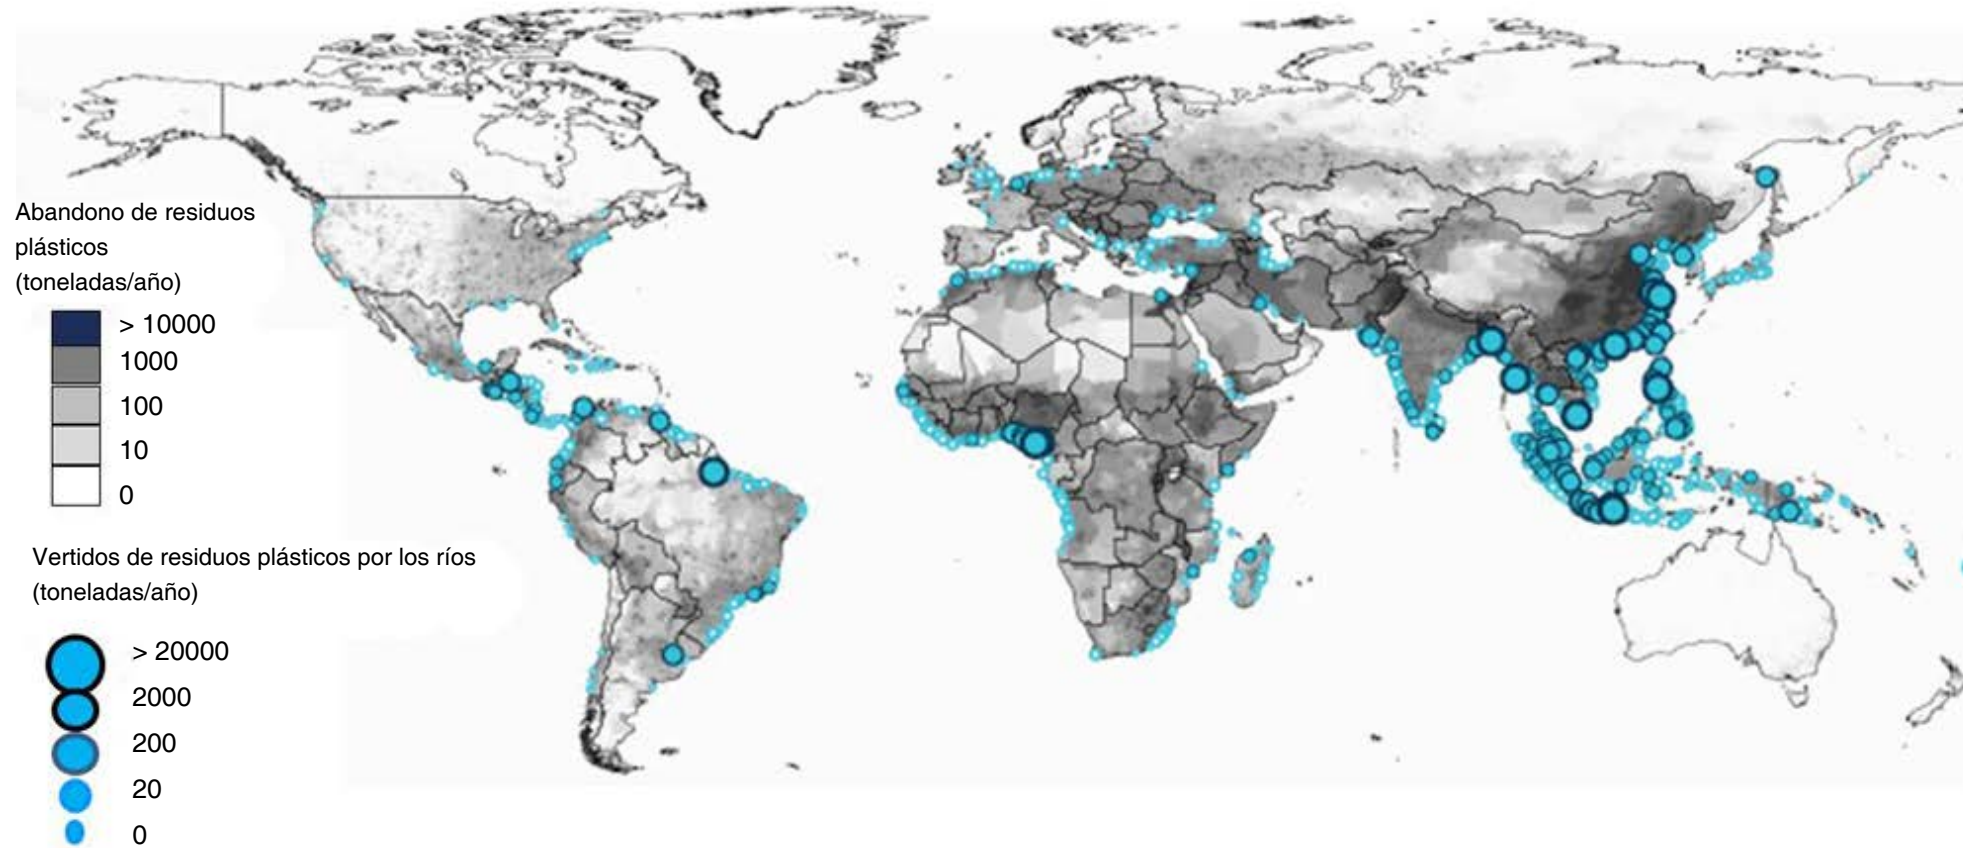 Abandono de residuos
plásticos
(toneladas/año)
> 10000
1000
100
10
0
Vertidos de residuos plásticos por los ríos
(toneladas/año)
> 20000
2000
200
20
0